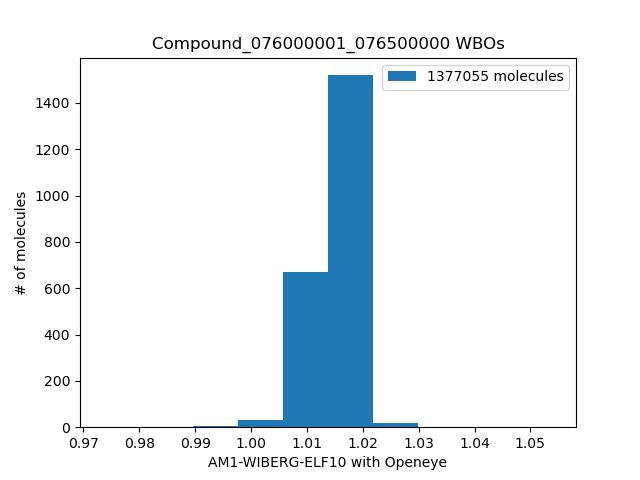 Compound_076000001_076500000 WBOs
1377055 molecules
# of molecules
1400
1200
1000
800
600
400
200
0
0.97 0.98 0.99 1.00 1.01 1.02 1.03 1.04 1.05
AM1-WIBERG-ELF10 with Openeye